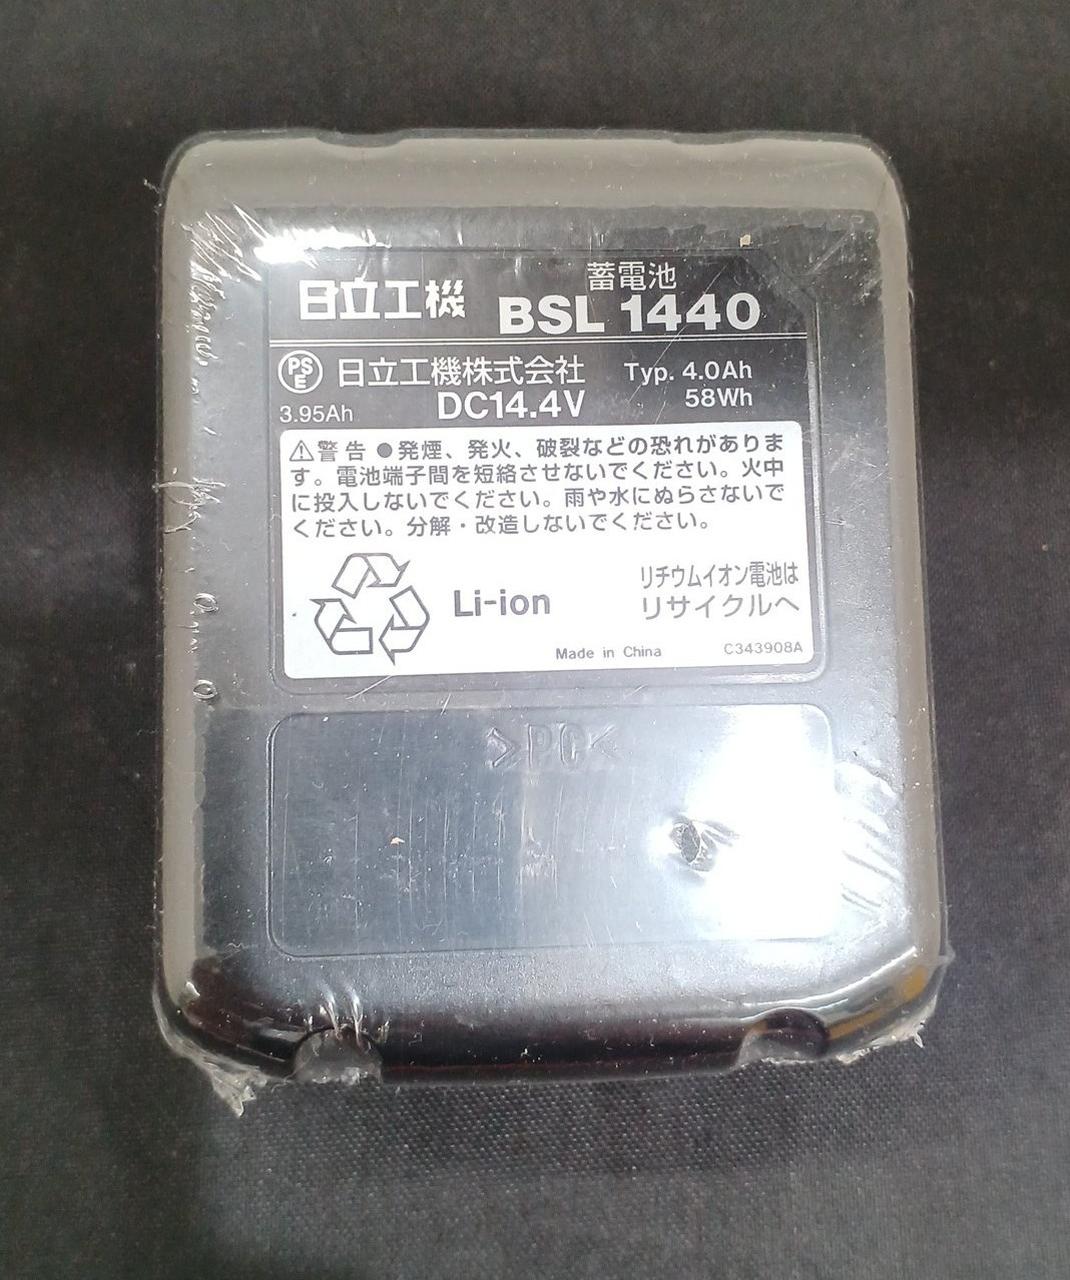 日立工機
蓄電池
BSL 1440
PSE 日立工機株式会社 Typ. 4.0Ah
3.95Ah DC14.4V 58Wh
⚠警告 ●発煙、発火、破裂などの恐れがありま
す。電池端子間を短絡させないでください。火中
に投入しないでください。雨や水にぬらさないで
ください。分解・改造しないでください。
Li-ion
リチウムイオン電池は
リサイクルへ
Made in China C343908A
>PC<